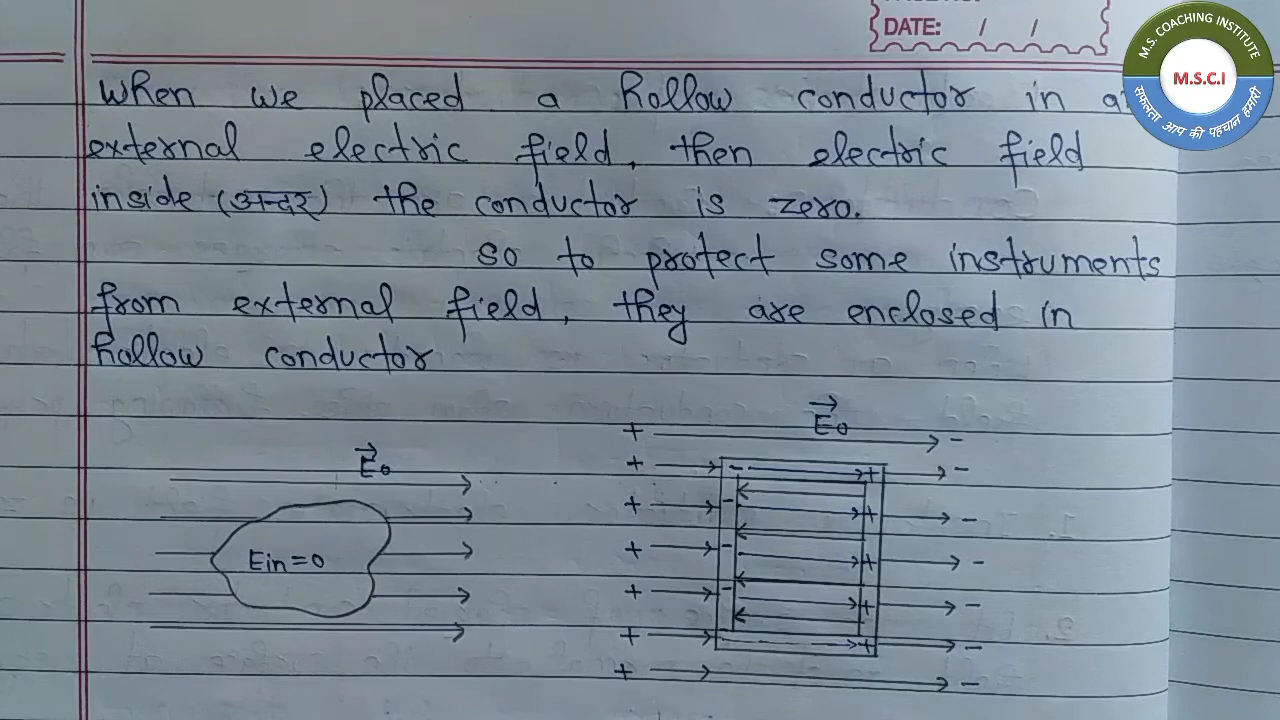 DATE: / /
M.S. COACHING INSTITUTE
M.S.C.I
सफलता आप की पहचान हमारी
When we placed a hollow conductor in
external electric field, then electric field
inside (अन्दर) the conductor is zero.
so to protect some instruments
from external field, they are enclosed in
hollow conductor
E₀
E₀
+ -
+ - + -
+ - + -
+ - + -
+ - + -
+ + -
+ -
Ein=0